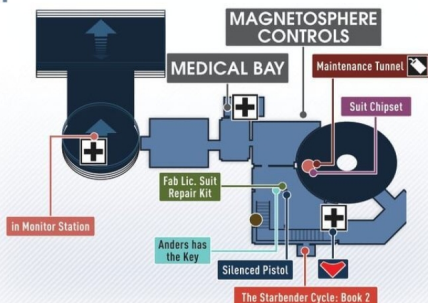 MAGNETOSPHERE
CONTROLS
MEDICAL BAY
Maintenance Tunnel
Suit Chipset
Fab Lic. Suit
Repair Kit
in Monitor Station
Anders has
the Key
Silenced Pistol
The Starbender Cycle: Book 2